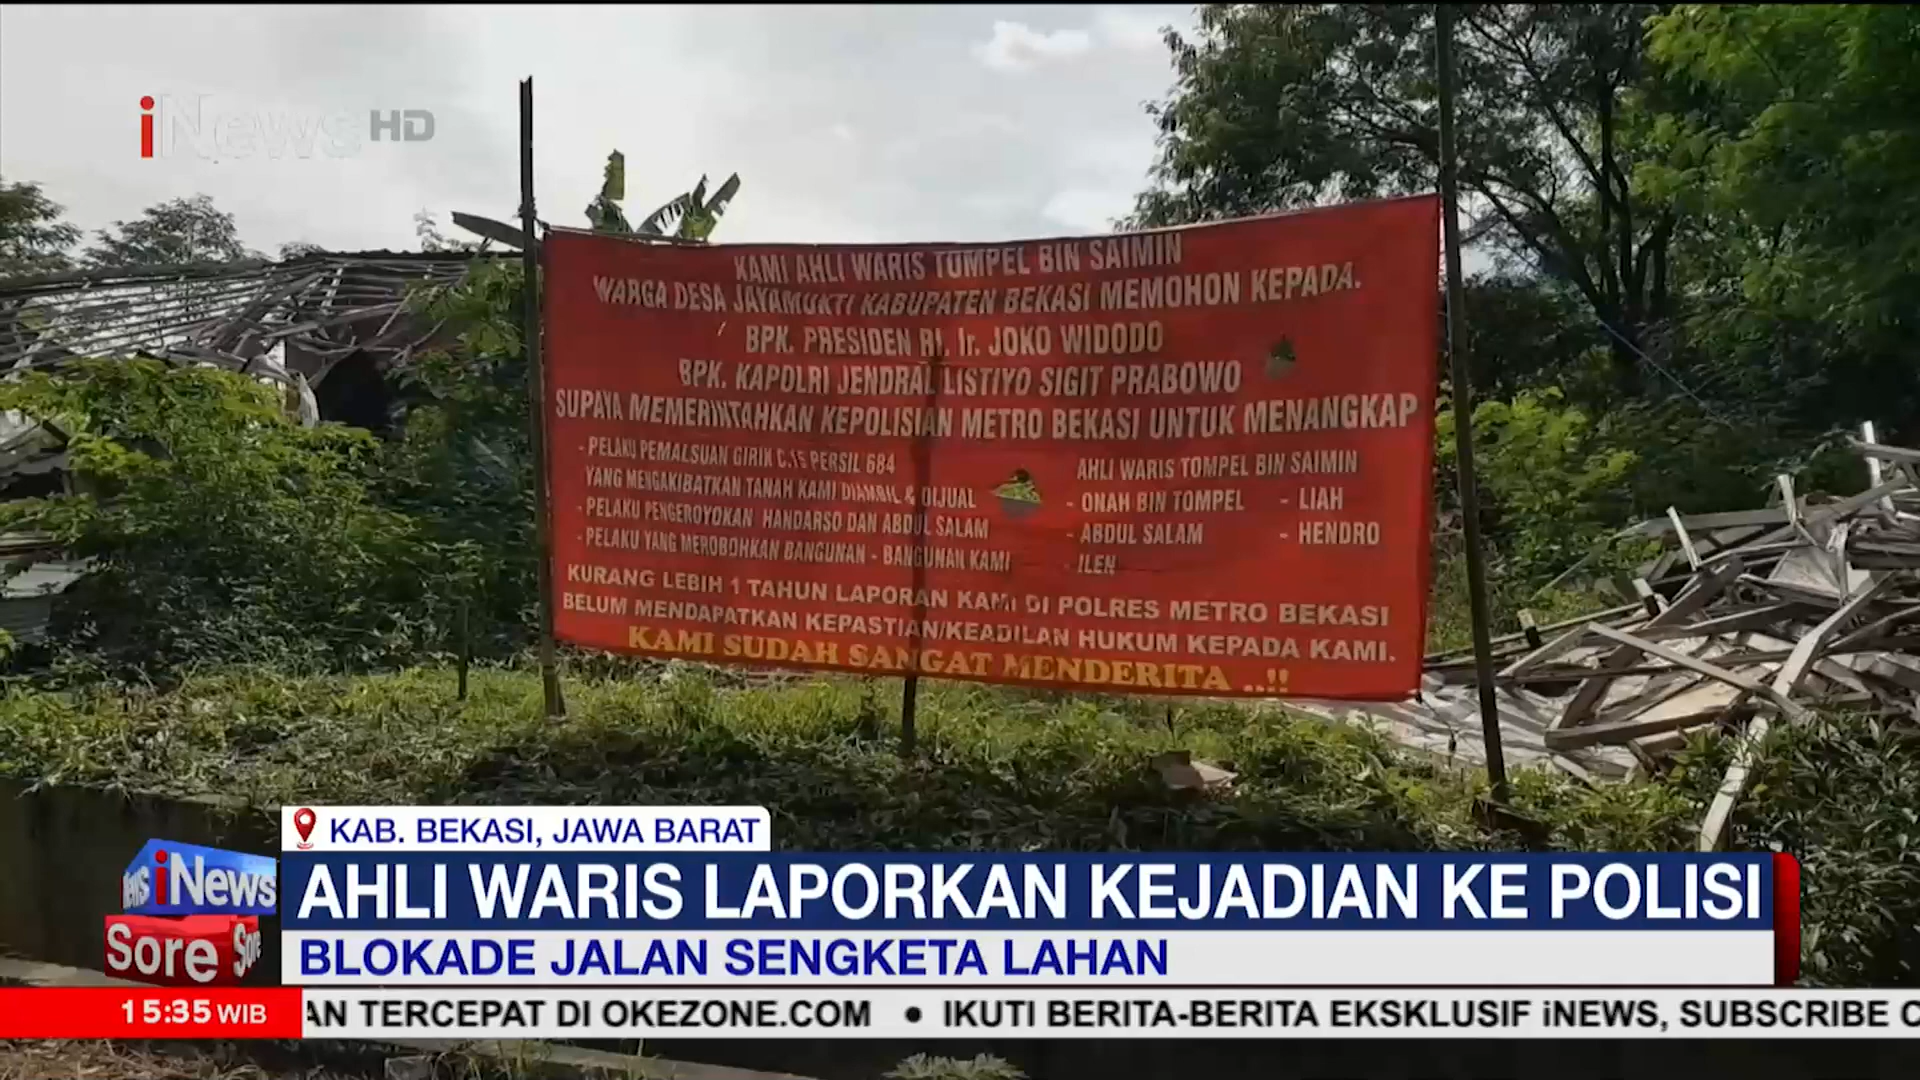 iNews HD
KAMI AHLI WARIS TOMPEL BIN SAIMIN
WARGA DESA JAYAMUKTI KABUPATEN BEKASI MEMOHON KEPADA.
BPK. PRESIDEN RI. Ir. JOKO WIDODO
BPK. KAPOLRI JENDRAL LISTIYO SIGIT PRABOWO
SUPAYA MEMERINTAHKAN KEPOLISIAN METRO BEKASI UNTUK MENANGKAP
- PELAKU PEMALSUAN GIRIK C.15 PERSIL 684
YANG MENGAKIBATKAN TANAH KAMI DIAMBIL & DIJUAL
- PELAKU PENGEROYOKAN HANDARSO DAN ABDUL SALAM
- PELAKU YANG MEROBOHKAN BANGUNAN - BANGUNAN KAMI
AHLI WARIS TOMPEL BIN SAIMIN
- ONAH BIN TOMPEL - LIAH
- ABDUL SALAM - HENDRO
- ILEN
KURANG LEBIH 1 TAHUN LAPORAN KAMI DI POLRES METRO BEKASI
BELUM MENDAPATKAN KEPASTIAN/KEADILAN HUKUM KEPADA KAMI.
KAMI SUDAH SANGAT MENDERITA ..!!
KAB. BEKASI, JAWA BARAT
iNews
Sore
AHLI WARIS LAPORKAN KEJADIAN KE POLISI
BLOKADE JALAN SENGKETA LAHAN
15:35 WIB
AN TERCEPAT DI OKEZONE.COM • IKUTI BERITA-BERITA EKSKLUSIF iNEWS, SUBSCRIBE